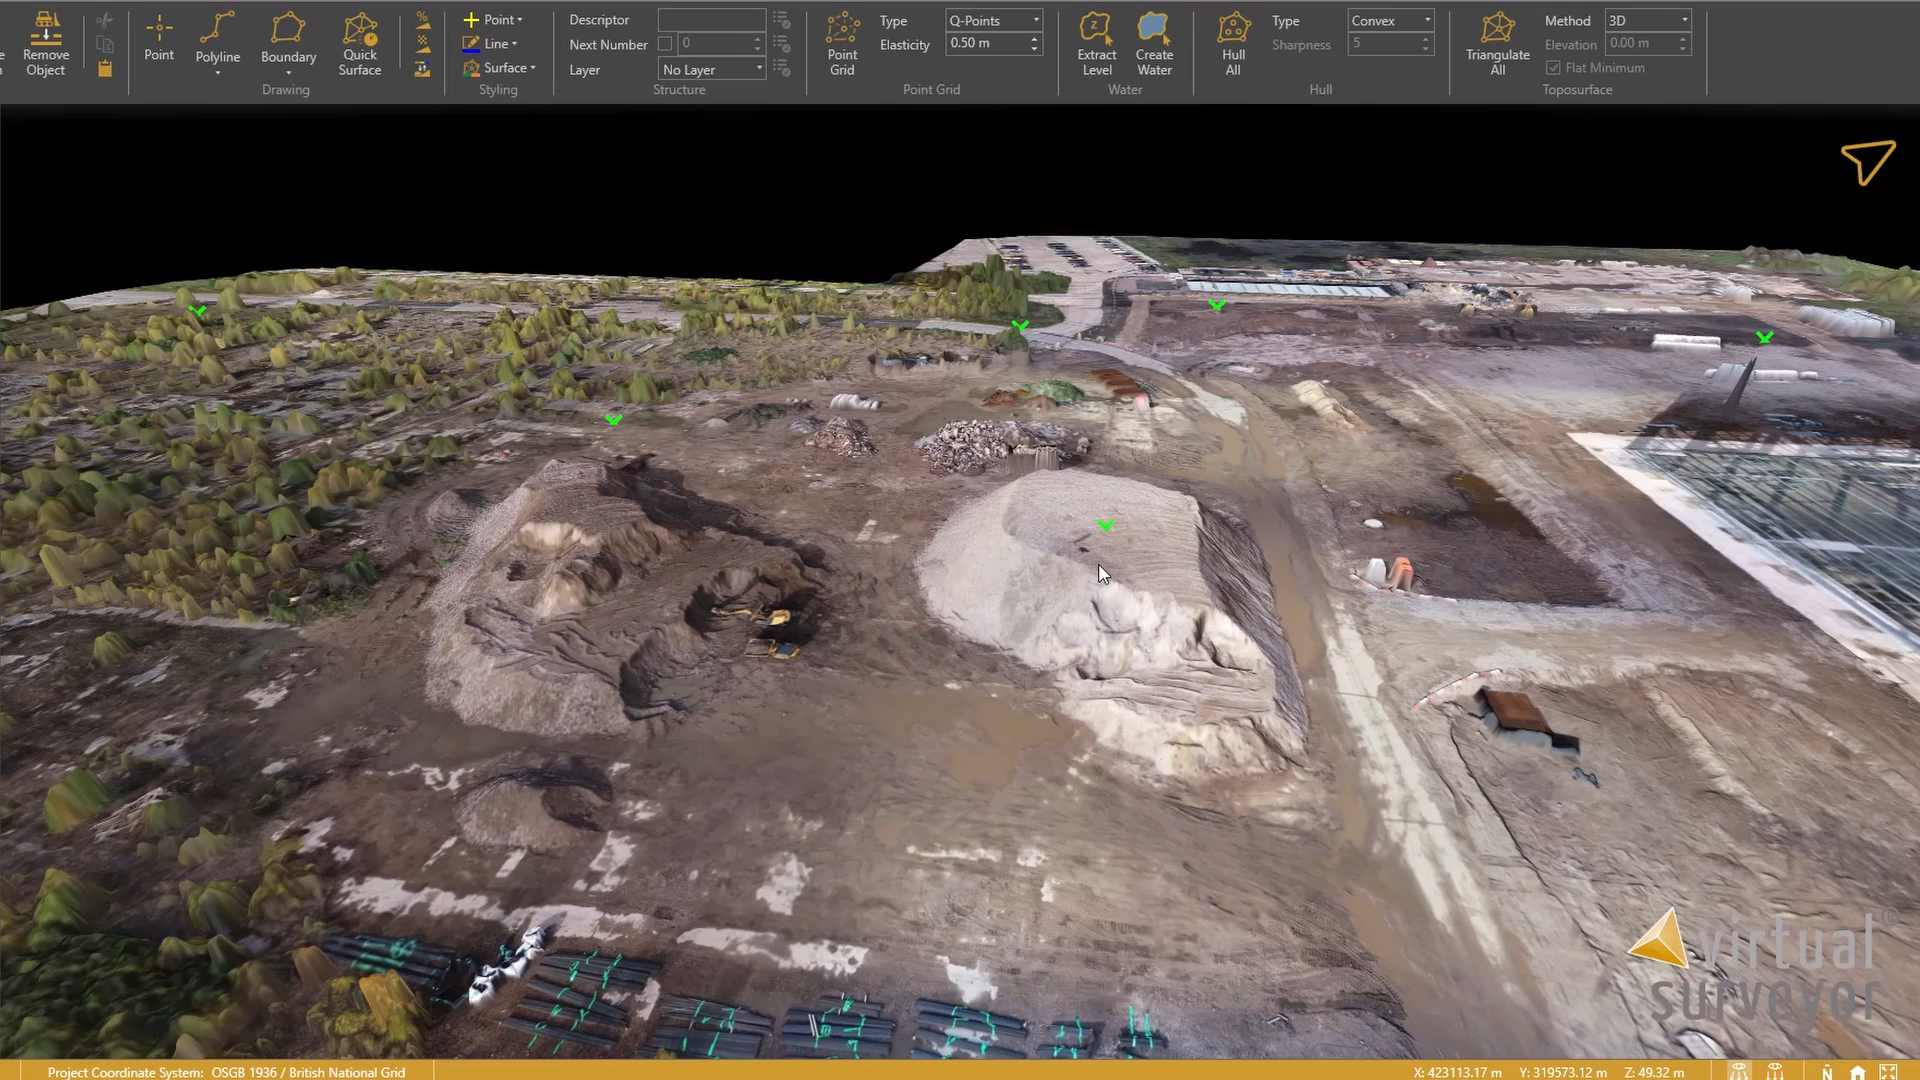 Remove Object
Point
Polyline
Boundary
Quick Surface
Drawing
%
Point
Line
Surface
Styling
Descriptor
Next Number 0
Layer No Layer
Structure
Point Grid
Type Q-Points
Elasticity 0.50 m
Point Grid
Z
Extract Level
Create Water
Water
Hull All
Type Convex
Sharpness 5
Hull
Triangulate All
Method 3D
Elevation 0.00 m
Flat Minimum
Toposurface
virtual
surveyor
®
Project Coordinate System: OSGB 1936 / British National Grid
X: 423113.17 m Y: 319573.12 m Z: 49.32 m
N